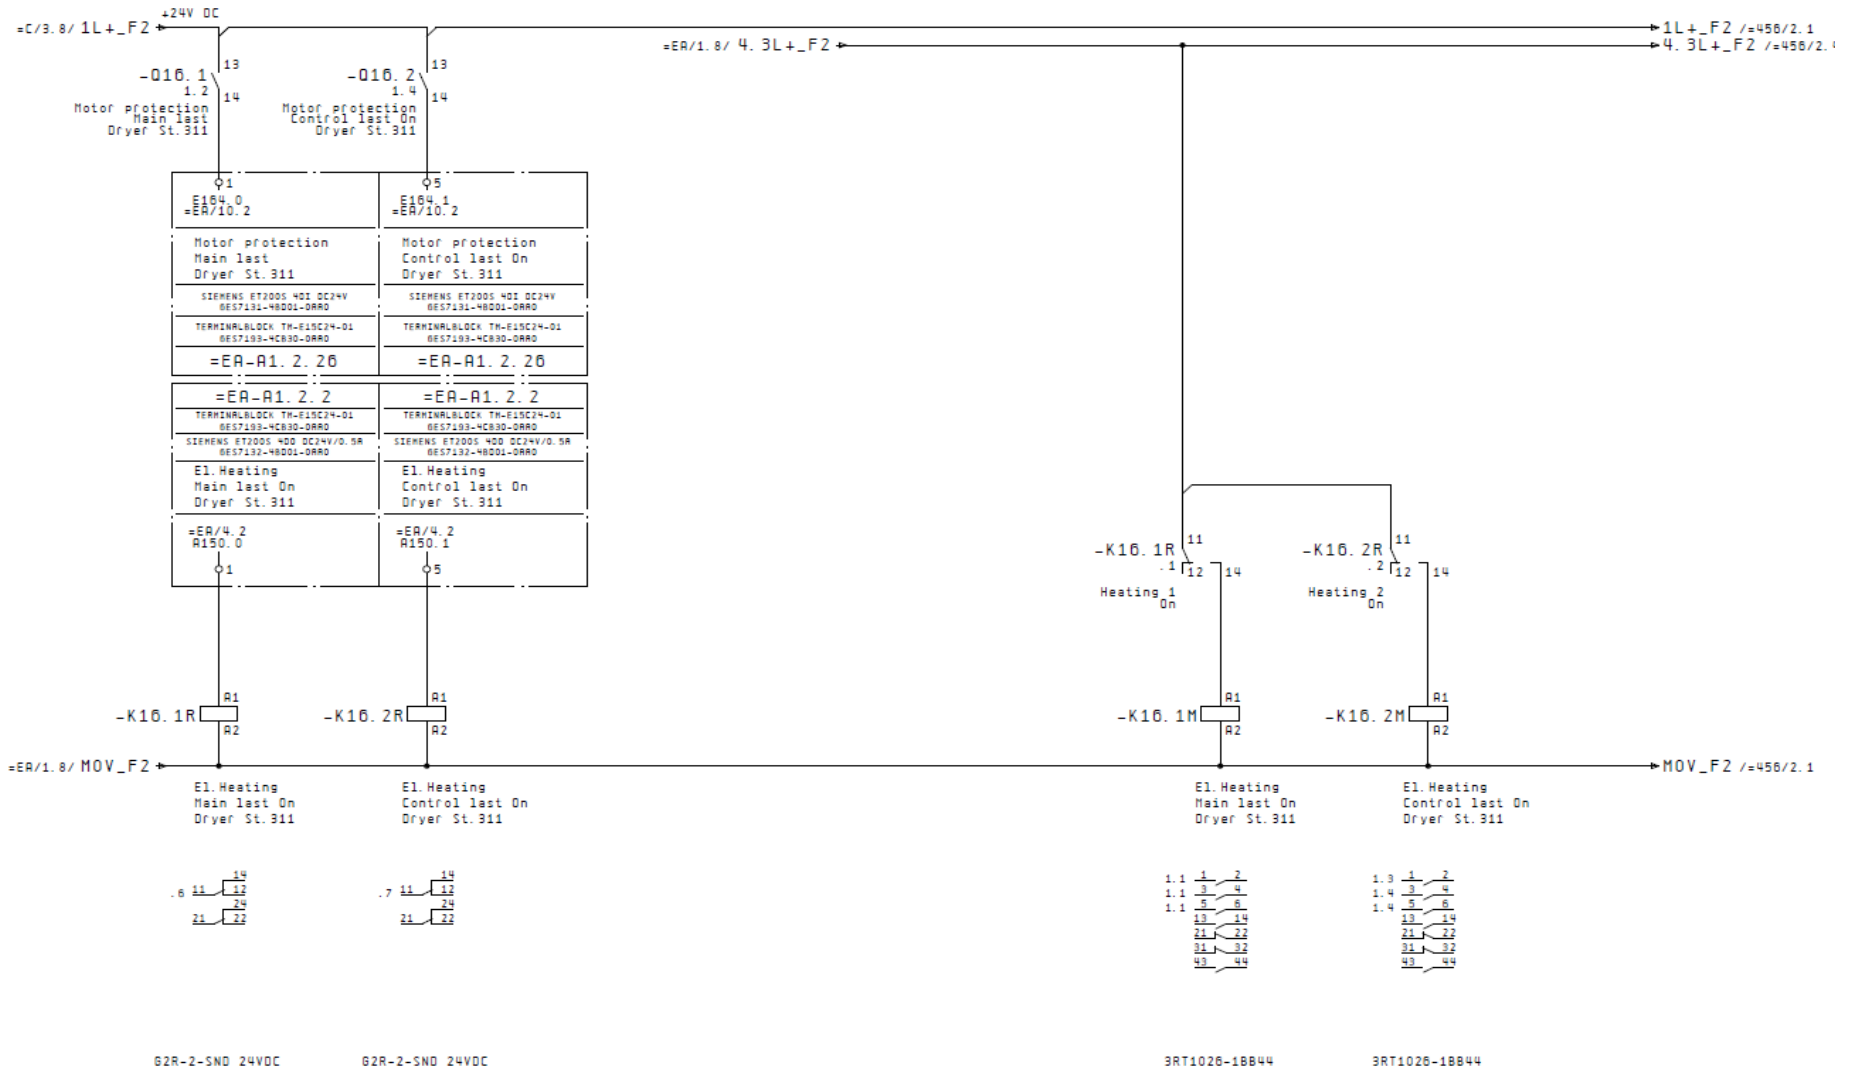 +24V DC
=C/3.8/ 1L+_F2
1L+_F2 /=456/2.1
=EA/1.8/ 4.3L+_F2
4.3L+_F2 /=456/2.
-Q16.1
13
1.2
14
Motor protection
Main last
Dryer St.311
-Q16.2
13
1.4
14
Motor protection
Control last On
Dryer St.311
1
E164.0
=EA/10.2
Motor protection
Main last
Dryer St.311
SIEMENS ET200S 4DI DC24V
6ES7131-4BD01-0AA0
TERMINALBLOCK TM-E15C24-01
6ES7193-4CB30-0AA0
=EA-A1.2.26
5
E164.1
=EA/10.2
Motor protection
Control last On
Dryer St.311
SIEMENS ET200S 4DI DC24V
6ES7131-4BD01-0AA0
TERMINALBLOCK TM-E15C24-01
6ES7193-4CB30-0AA0
=EA-A1.2.26
=EA-A1.2.2
TERMINALBLOCK TM-E15C24-01
6ES7193-4CB30-0AA0
SIEMENS ET200S 4DO DC24V/0.5A
6ES7132-4BD01-0AA0
El.Heating
Main last On
Dryer St.311
=EA/4.2
A150.0
1
=EA-A1.2.2
TERMINALBLOCK TM-E15C24-01
6ES7193-4CB30-0AA0
SIEMENS ET200S 4DO DC24V/0.5A
6ES7132-4BD01-0AA0
El.Heating
Control last On
Dryer St.311
=EA/4.2
A150.1
5
-K16.1R
11
.1
12
14
Heating 1
On
-K16.2R
11
.2
12
14
Heating 2
On
A1
-K16.1R
A2
A1
-K16.2R
A2
A1
-K16.1M
A2
A1
-K16.2M
A2
=EA/1.8/ MOV_F2
MOV_F2 /=456/2.1
El.Heating
Main last On
Dryer St.311
El.Heating
Control last On
Dryer St.311
El.Heating
Main last On
Dryer St.311
El.Heating
Control last On
Dryer St.311
14
.6 11 12
24
21 22
14
.7 11 12
24
21 22
1.1 1 2
1.1 3 4
1.1 5 6
13 14
21 22
31 32
43 44
1.3 1 2
1.4 3 4
1.4 5 6
13 14
21 22
31 32
43 44
G2R-2-SND 24VDC
G2R-2-SND 24VDC
3RT1026-1BB44
3RT1026-1BB44